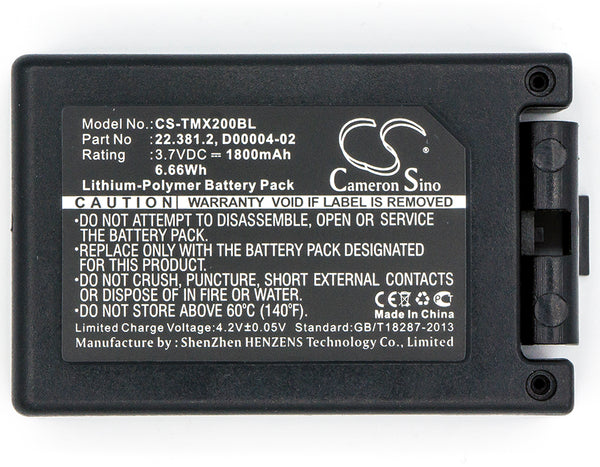 Model No.: CS-TMX200BL
Part No : 22.381.2, D00004-02
Rating : 3.7VDC ⎓ 1800mAh
6.66Wh
Lithium-Polymer Battery Pack
CS
Cameron Sino
CAUTION WARRANTY VOID IF LABEL IS REMOVED
•DO NOT ATTEMPT TO DISASSEMBLE, OPEN OR SERVICE
THE BATTERY PACK.
•REPLACE ONLY WITH THE BATTERY PACK DESIGNATED
FOR THIS PRODUCT.
•DO NOT CRUSH, PUNCTURE, SHORT EXTERNAL CONTACTS
OR DISPOSE OF IN FIRE OR WATER.
•DO NOT STORE ABOVE 60℃ (140℉).
CE
Made In China
Limited Charge Voltage:4.2V±0.05V Standard:GB/T18287-2013
Manufacture by : ShenZhen HENZENS Technology Co., Limited.